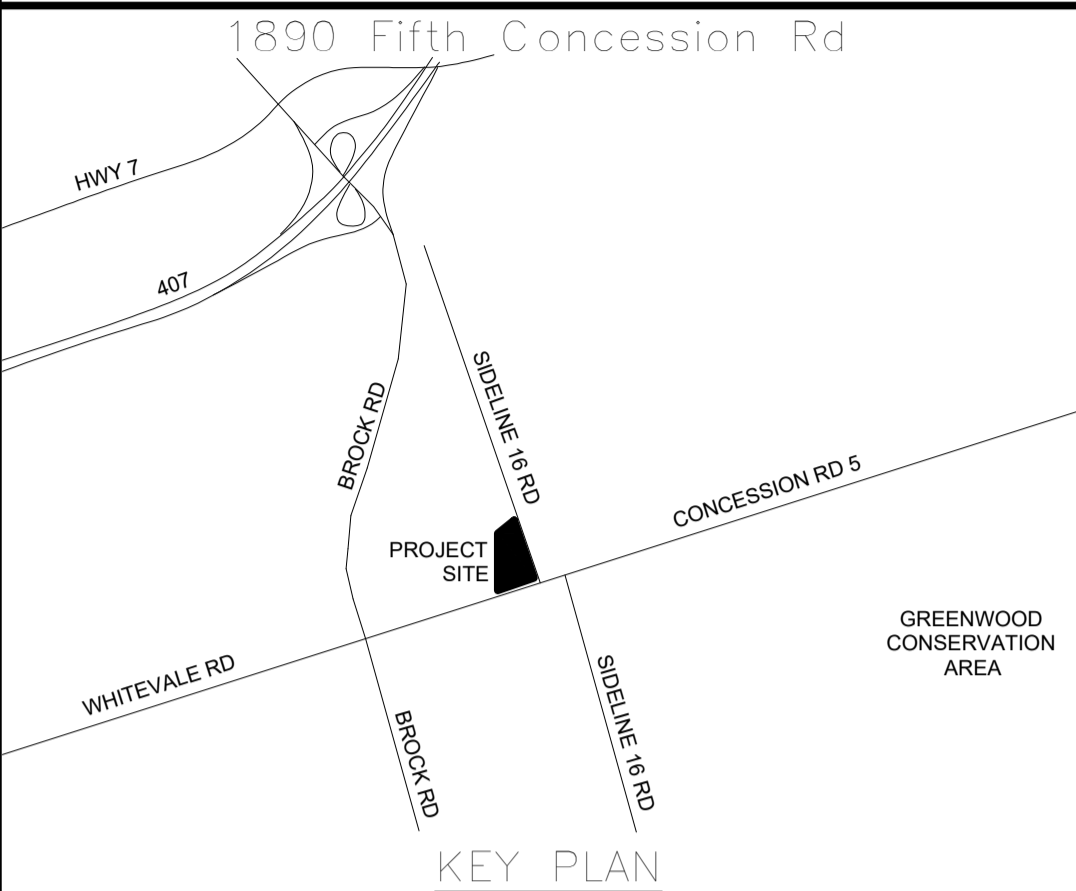 1890 Fifth Concession Rd
HWY 7
407
SIDELINE 16 RD
BROCK RD
CONCESSION RD 5
PROJECT
SITE
GREENWOOD
CONSERVATION
AREA
WHITEVALE RD
SIDELINE 16 RD
BROCK RD
KEY PLAN